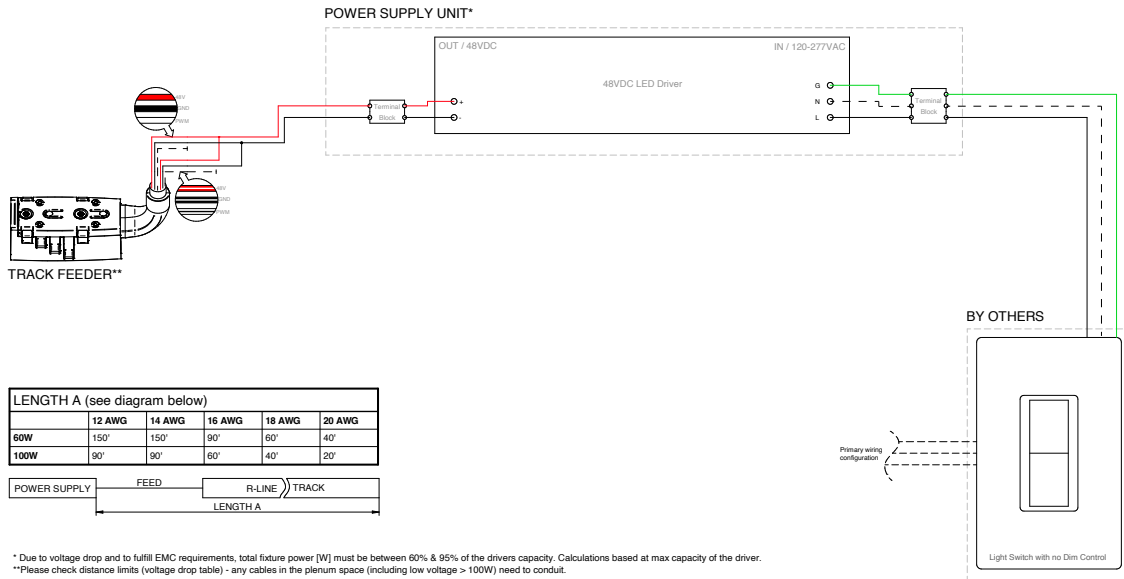 POWER SUPPLY UNIT*
OUT / 48VDC
IN / 120-277VAC
48VDC LED Driver
G
N
L
+
-
Terminal
Block
Terminal
Block
48V
GND
PWM
48V
GND
PWM
TRACK FEEDER**
BY OTHERS
Primary wiring
configuration
Light Switch with no Dim Control
LENGTH A (see diagram below)
12 AWG 14 AWG 16 AWG 18 AWG 20 AWG
60W 150' 150' 90' 60' 40'
100W 90' 90' 60' 40' 20'
POWER SUPPLY FEED R-LINE TRACK
LENGTH A
* Due to voltage drop and to fulfill EMC requirements, total fixture power [W] must be between 60% & 95% of the drivers capacity. Calculations based at max capacity of the driver.
**Please check distance limits (voltage drop table) - any cables in the plenum space (including low voltage > 100W) need to conduit.